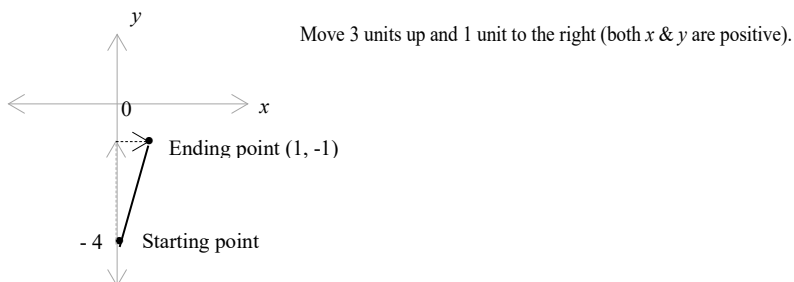 y
Move 3 units up and 1 unit to the right (both x & y are positive).
0
x
Ending point (1, -1)
- 4
Starting point